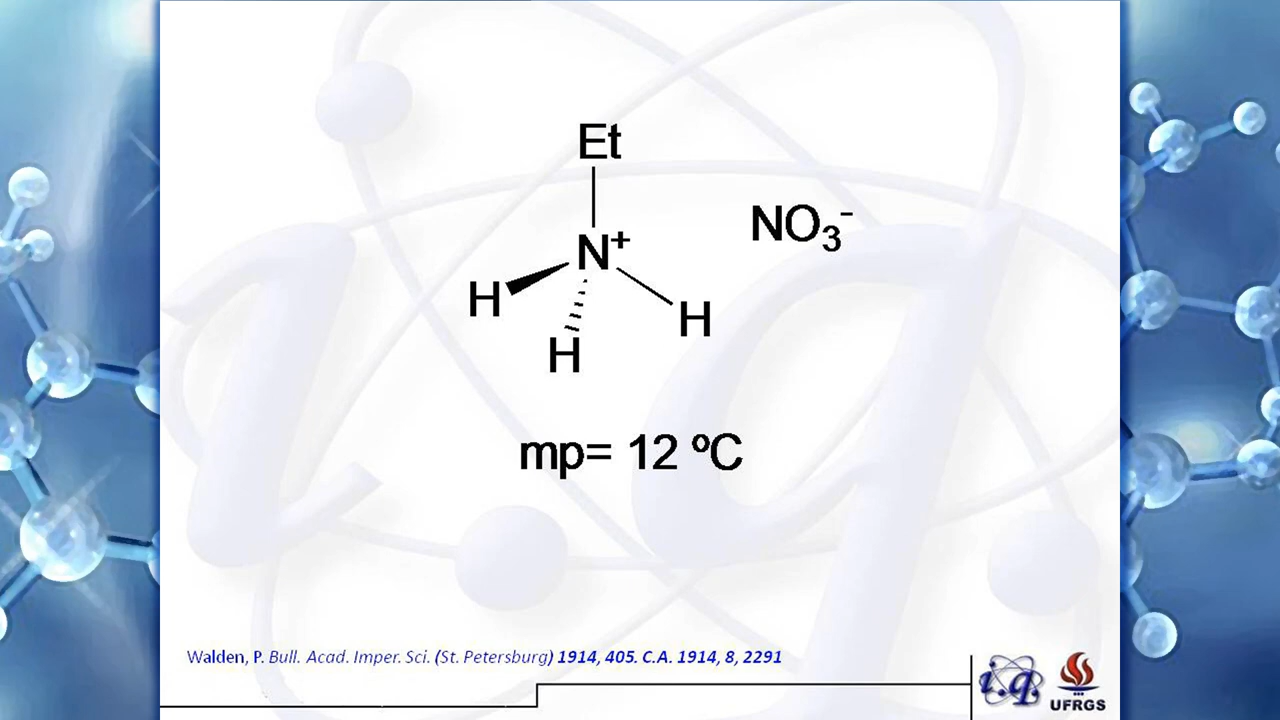 Et
NO₃⁻
N⁺
H
H
H
mp= 12 ºC
Walden, P. Bull. Acad. Imper. Sci. (St. Petersburg) 1914, 405. C.A. 1914, 8, 2291
i.q.
UFRGS